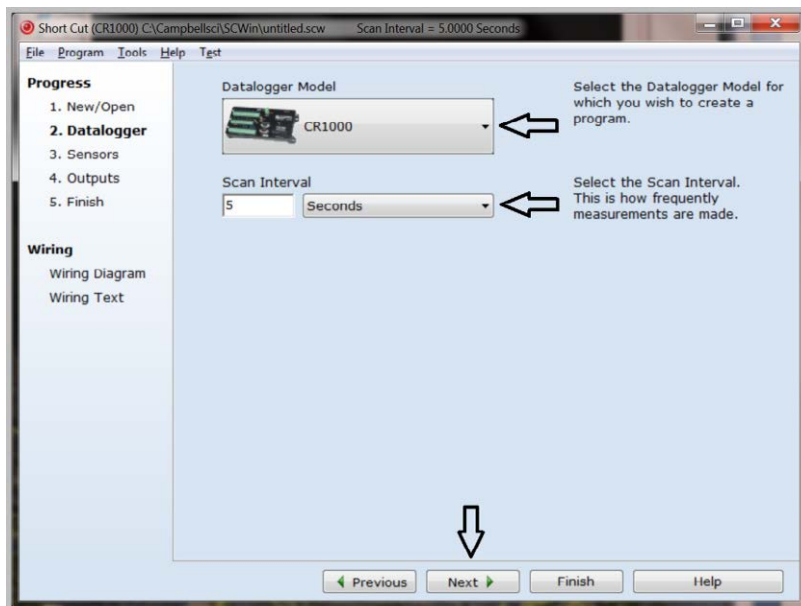 Short Cut (CR1000) C:\Campbellsci\SCWin\untitled.scw Scan Interval = 5.0000 Seconds
File Program Tools Help Test
Progress
1. New/Open
2. Datalogger
3. Sensors
4. Outputs
5. Finish
Wiring
Wiring Diagram
Wiring Text
Datalogger Model
CR1000
Select the Datalogger Model for
which you wish to create a
program.
Scan Interval
5 Seconds
Select the Scan Interval.
This is how frequently
measurements are made.
Previous Next Finish Help